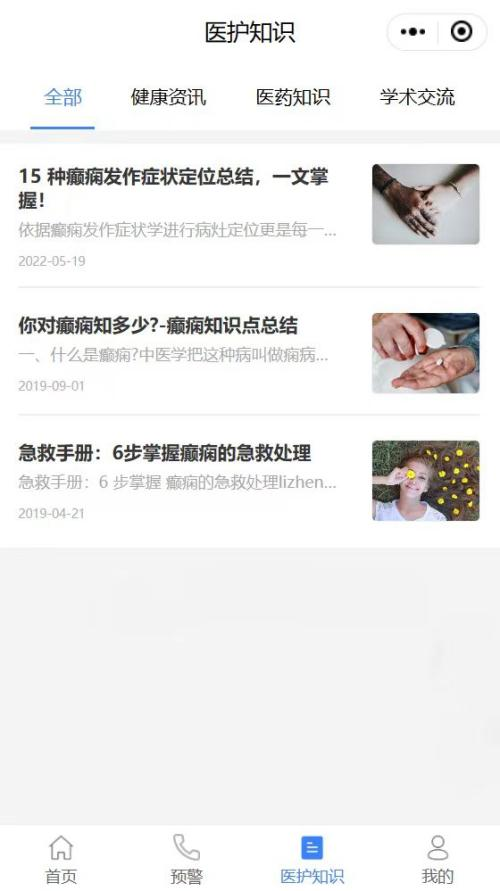 医护知识
全部 健康资讯 医药知识 学术交流
15 种癫痫发作症状定位总结，一文掌
握！
依据癫痫发作症状学进行病灶定位更是每一...
2022-05-19
你对癫痫知多少?-癫痫知识点总结
一、什么是癫痫?中医学把这种病叫做痫病...
2019-09-01
急救手册：6步掌握癫痫的急救处理
急救手册：6 步掌握 癫痫的急救处理lizhen...
2019-04-21
首页 预警 医护知识 我的